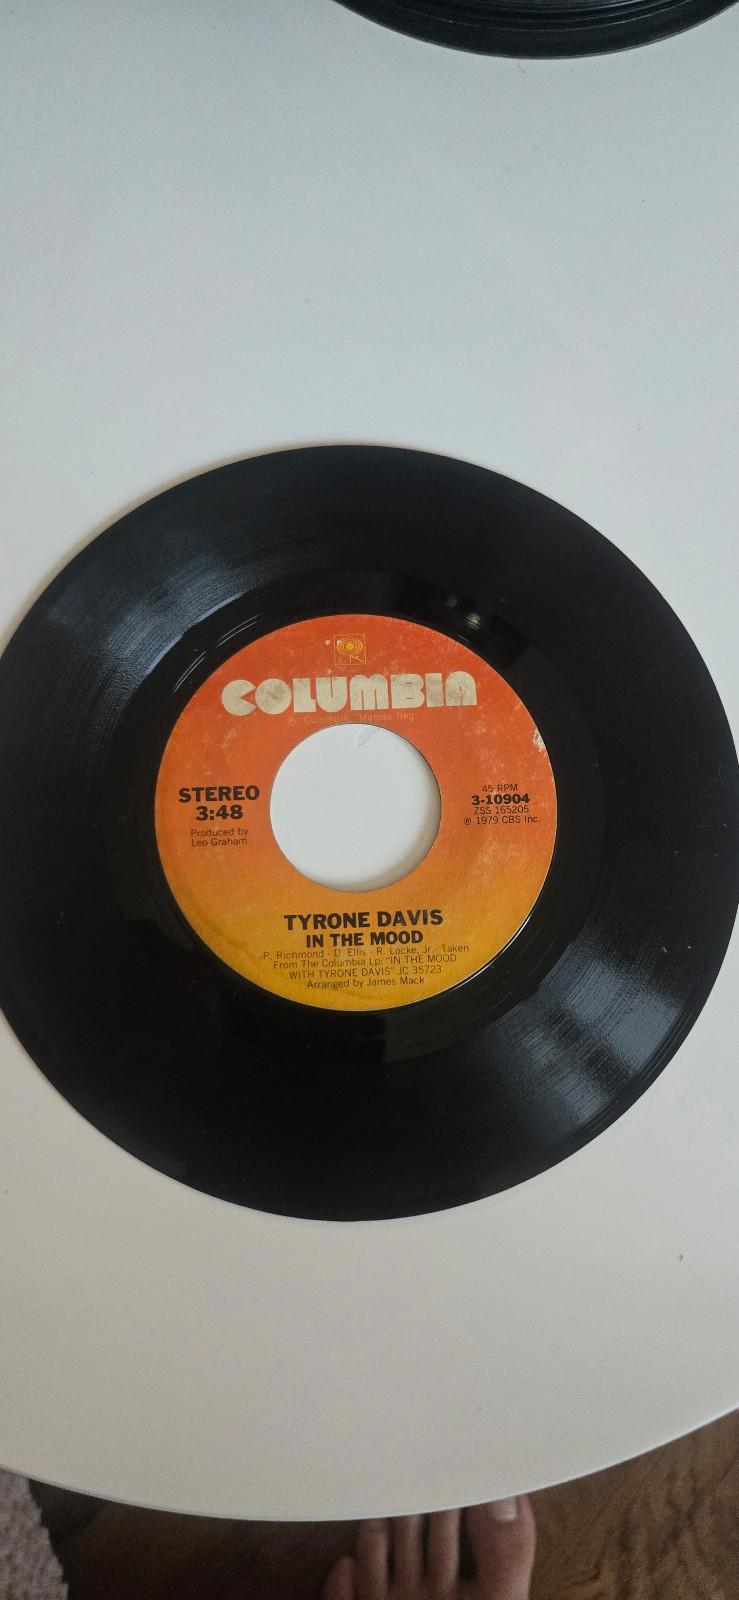 COLUMBIA
® "Columbia" Marcas Reg.
STEREO
3:48
Produced by
Leo Graham
45 RPM
3-10904
ZSS 165205
℗ 1979 CBS Inc.
TYRONE DAVIS
IN THE MOOD
-P. Richmond - D. Ellis - R. Locke, Jr.- Taken
From The Columbia Lp: "IN THE MOOD
WITH TYRONE DAVIS" JC 35723
Arranged by James Mack